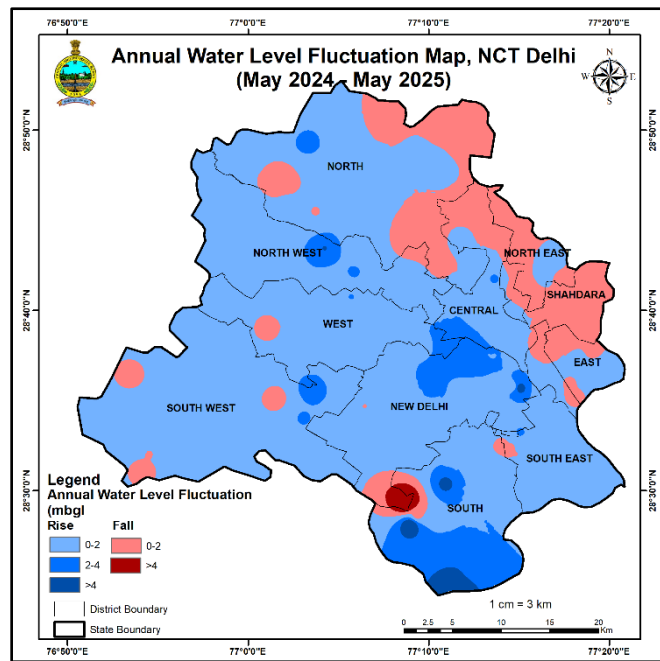 76°50'0"E
77°0'0"E
77°10'0"E
77°20'0"E
Annual Water Level Fluctuation Map, NCT Delhi
(May 2024 - May 2025)
N
W
E
S
28°50'0"N
28°50'0"N
NORTH
NORTH WEST
NORTH EAST
SHAHDARA
28°40'0"N
28°40'0"N
CENTRAL
WEST
EAST
SOUTH WEST
NEW DELHI
SOUTH EAST
28°30'0"N
28°30'0"N
SOUTH
Legend
Annual Water Level Fluctuation
(mbgl)
Rise Fall
0-2 0-2
2-4 >4
>4
District Boundary
State Boundary
1 cm = 3 km
0 2.5 5 10 15 20
Km
76°50'0"E
77°0'0"E
77°10'0"E
77°20'0"E